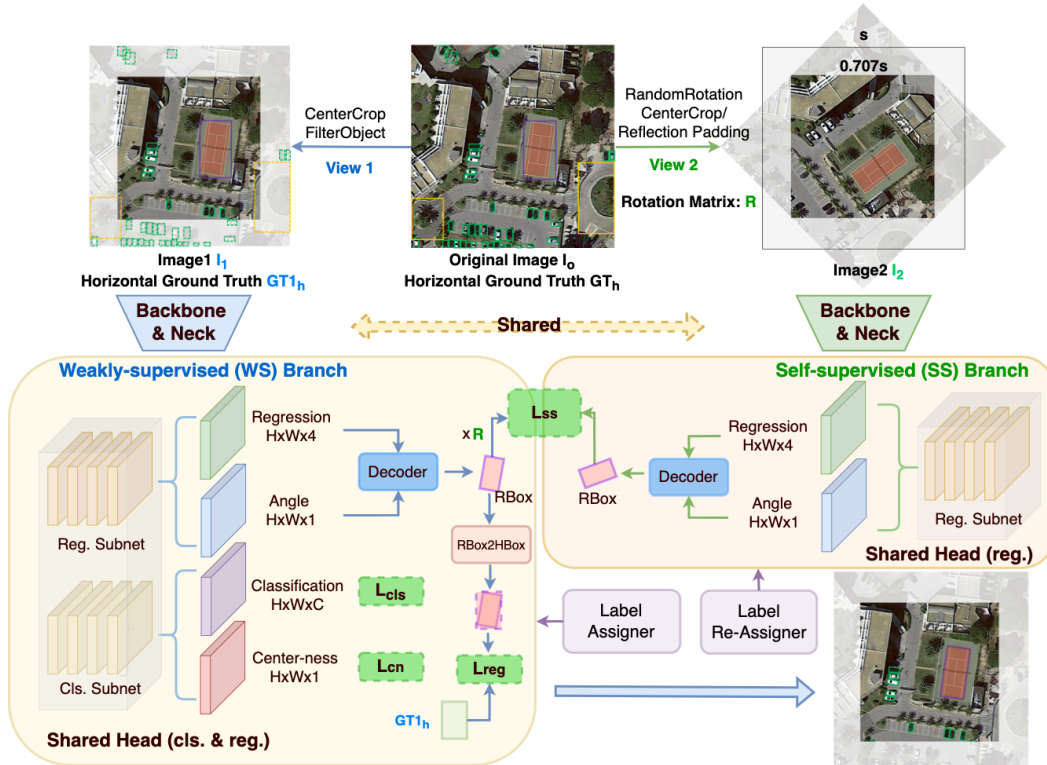 s
0.707s
CenterCrop
FilterObject
View 1
RandomRotation
CenterCrop/
Reflection Padding
View 2
Rotation Matrix: R
Image1 I1
Horizontal Ground Truth GT1h
Original Image Io
Horizontal Ground Truth GTh
Image2 I2
Backbone
& Neck
Shared
Backbone
& Neck
Weakly-supervised (WS) Branch
Regression
HxWx4
Angle
HxWx1
Reg. Subnet
Decoder
x R
RBox
RBox2HBox
Classification
HxWxC
Lcls
Center-ness
HxWx1
Lcn
Lreg
Cls. Subnet
GT1h
Shared Head (cls. & reg.)
Lss
Self-supervised (SS) Branch
RBox
Decoder
Regression
HxWx4
Angle
HxWx1
Reg. Subnet
Shared Head (reg.)
Label
Assigner
Label
Re-Assigner